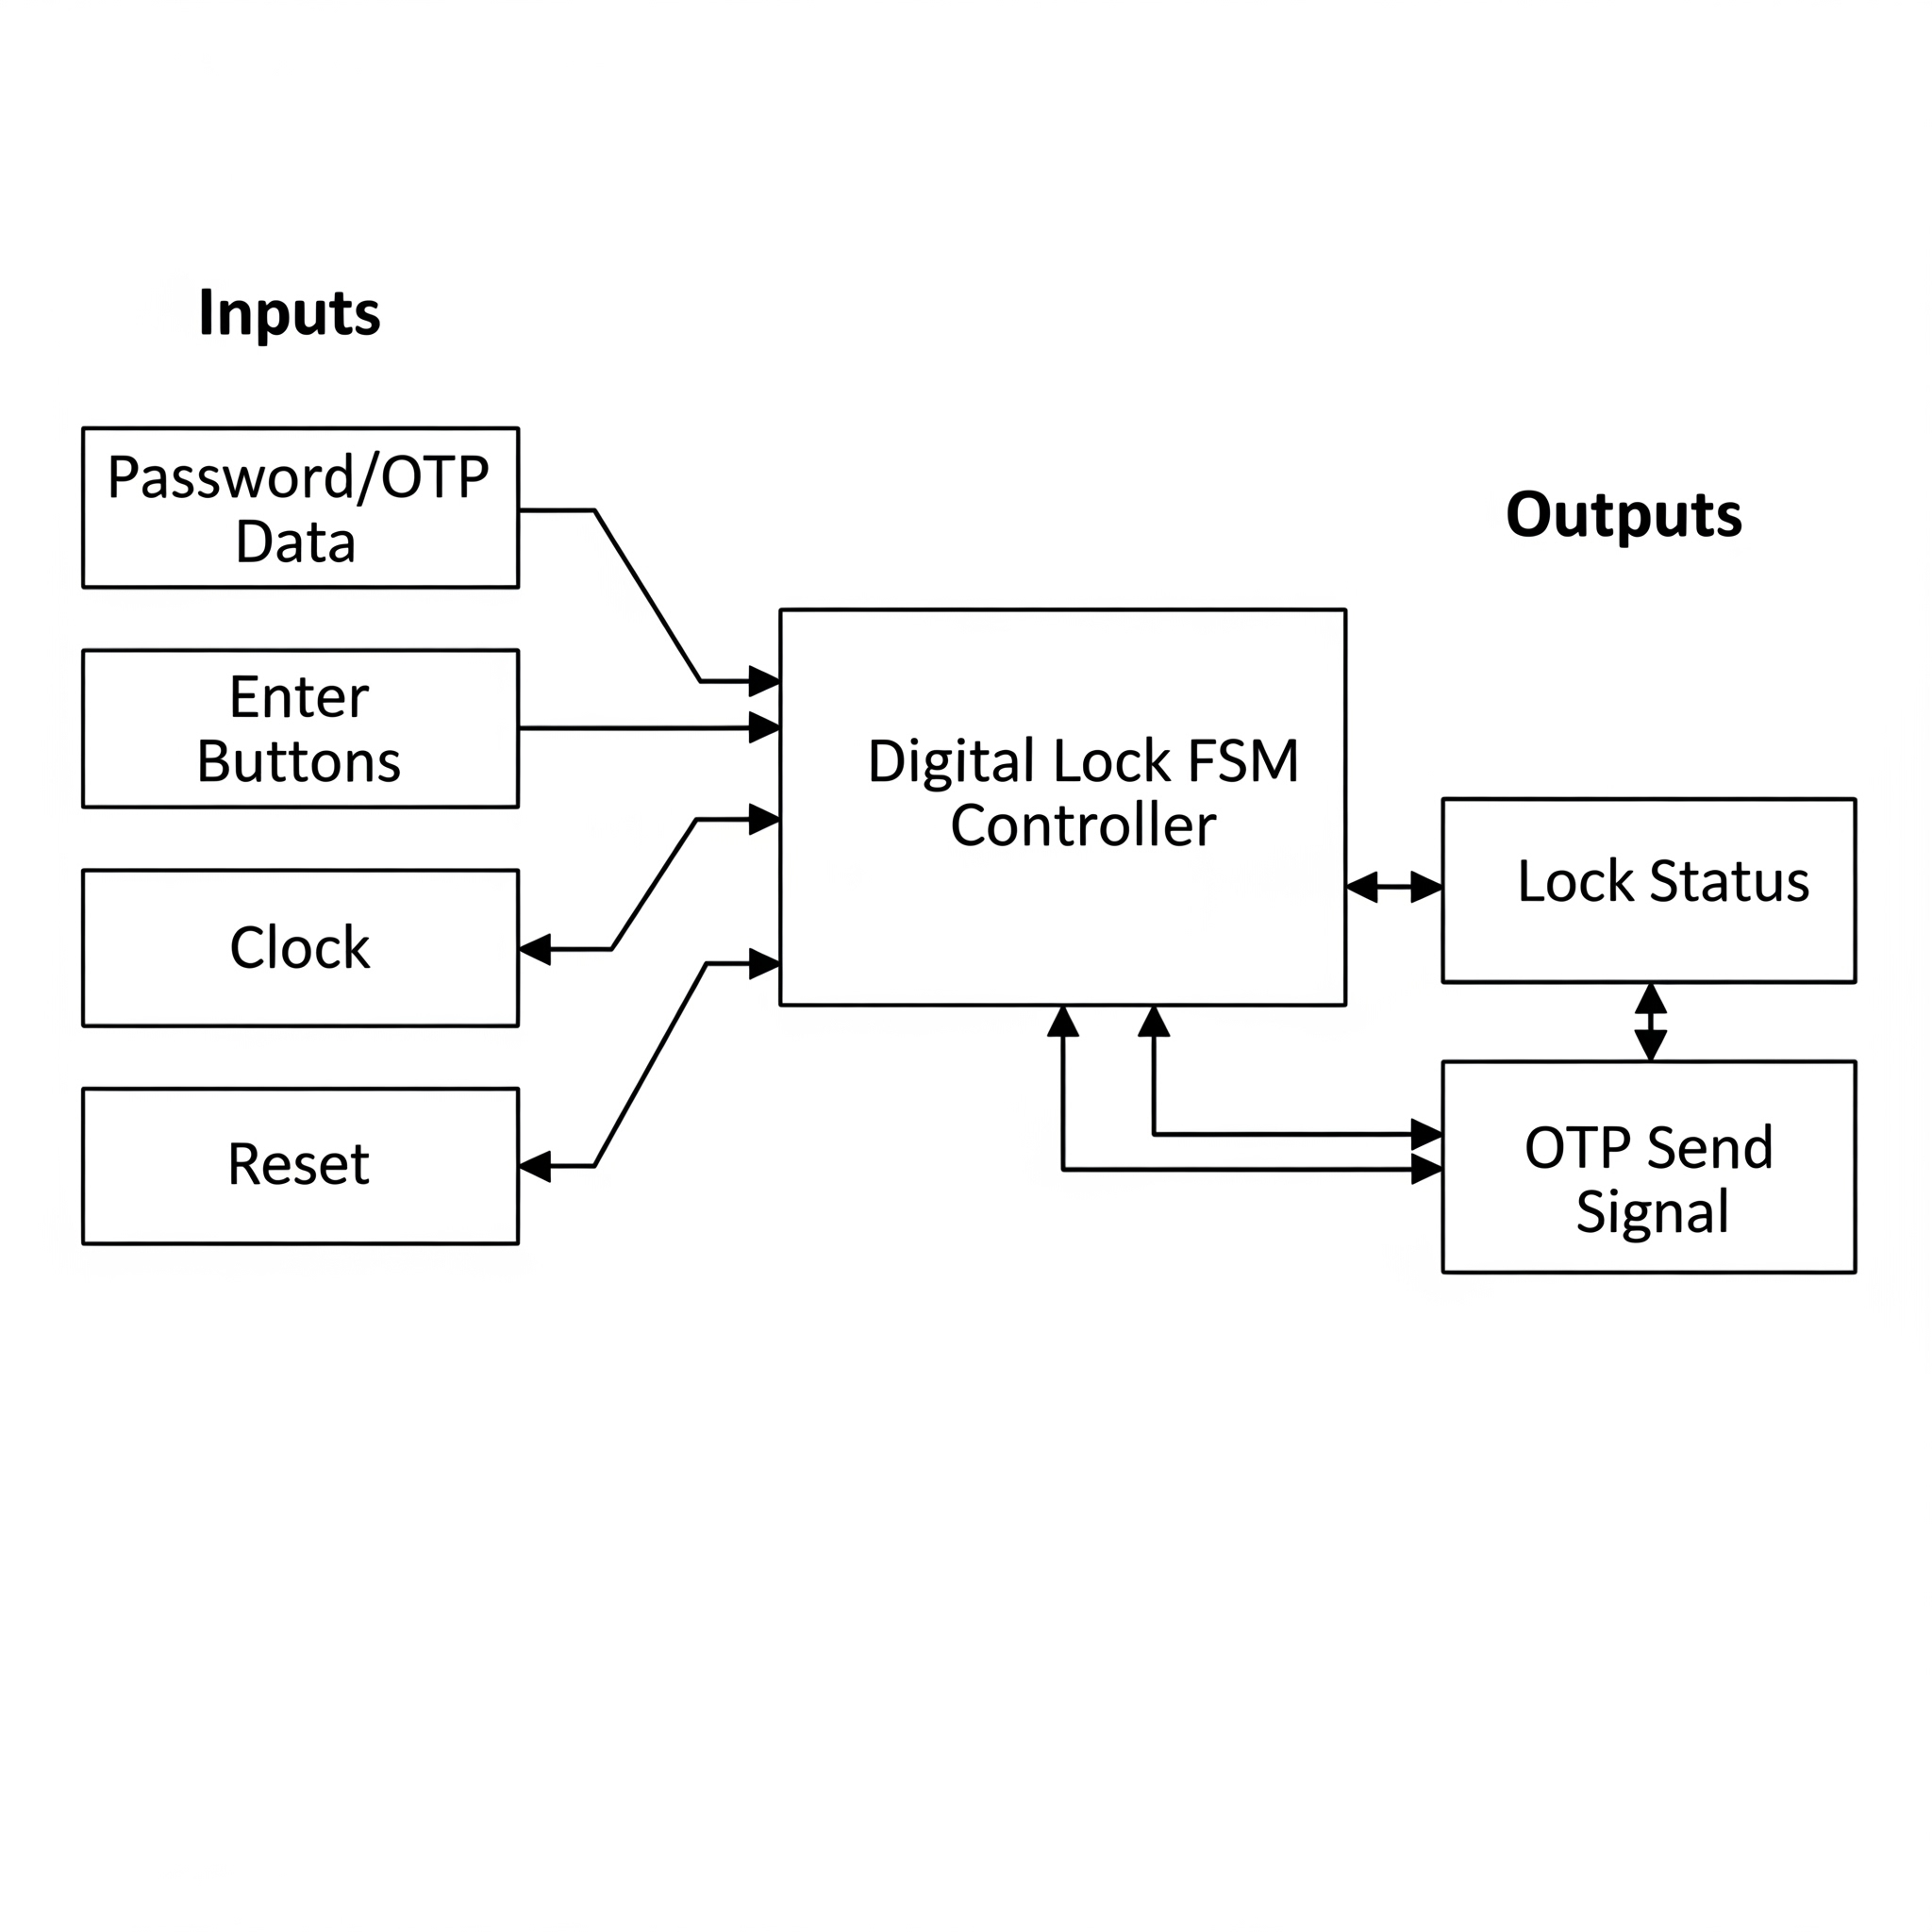 Inputs
Password/OTP
Data
Enter
Buttons
Clock
Reset
Digital Lock FSM
Controller
Outputs
Lock Status
OTP Send
Signal